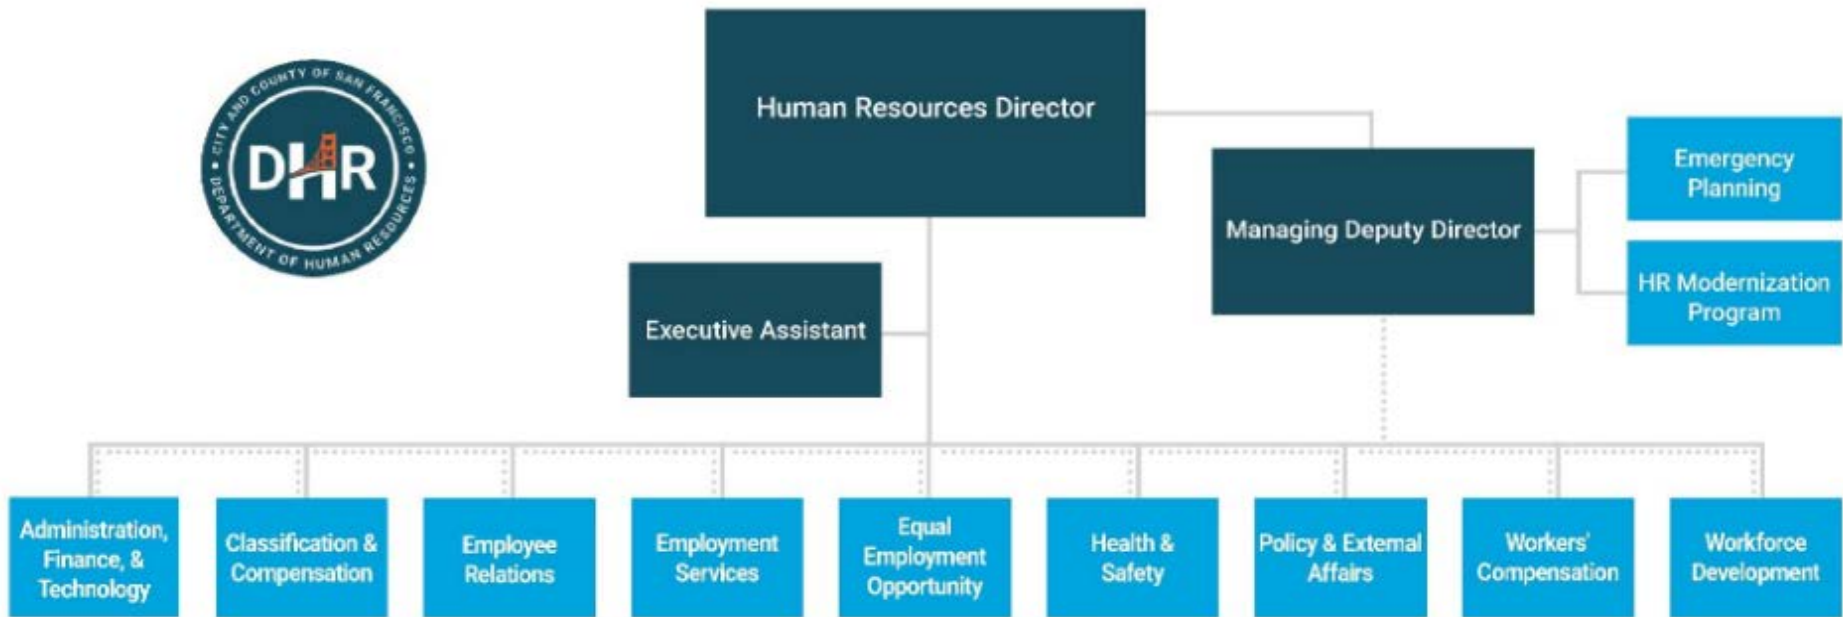 CITY AND COUNTY OF SAN FRANCISCO
DHR
DEPARTMENT OF HUMAN RESOURCES
Human Resources Director
Managing Deputy Director
Emergency
Planning
HR Modernization
Program
Executive Assistant
Administration,
Finance, &
Technology
Classification &
Compensation
Employee
Relations
Employment
Services
Equal
Employment
Opportunity
Health &
Safety
Policy & External
Affairs
Workers'
Compensation
Workforce
Development